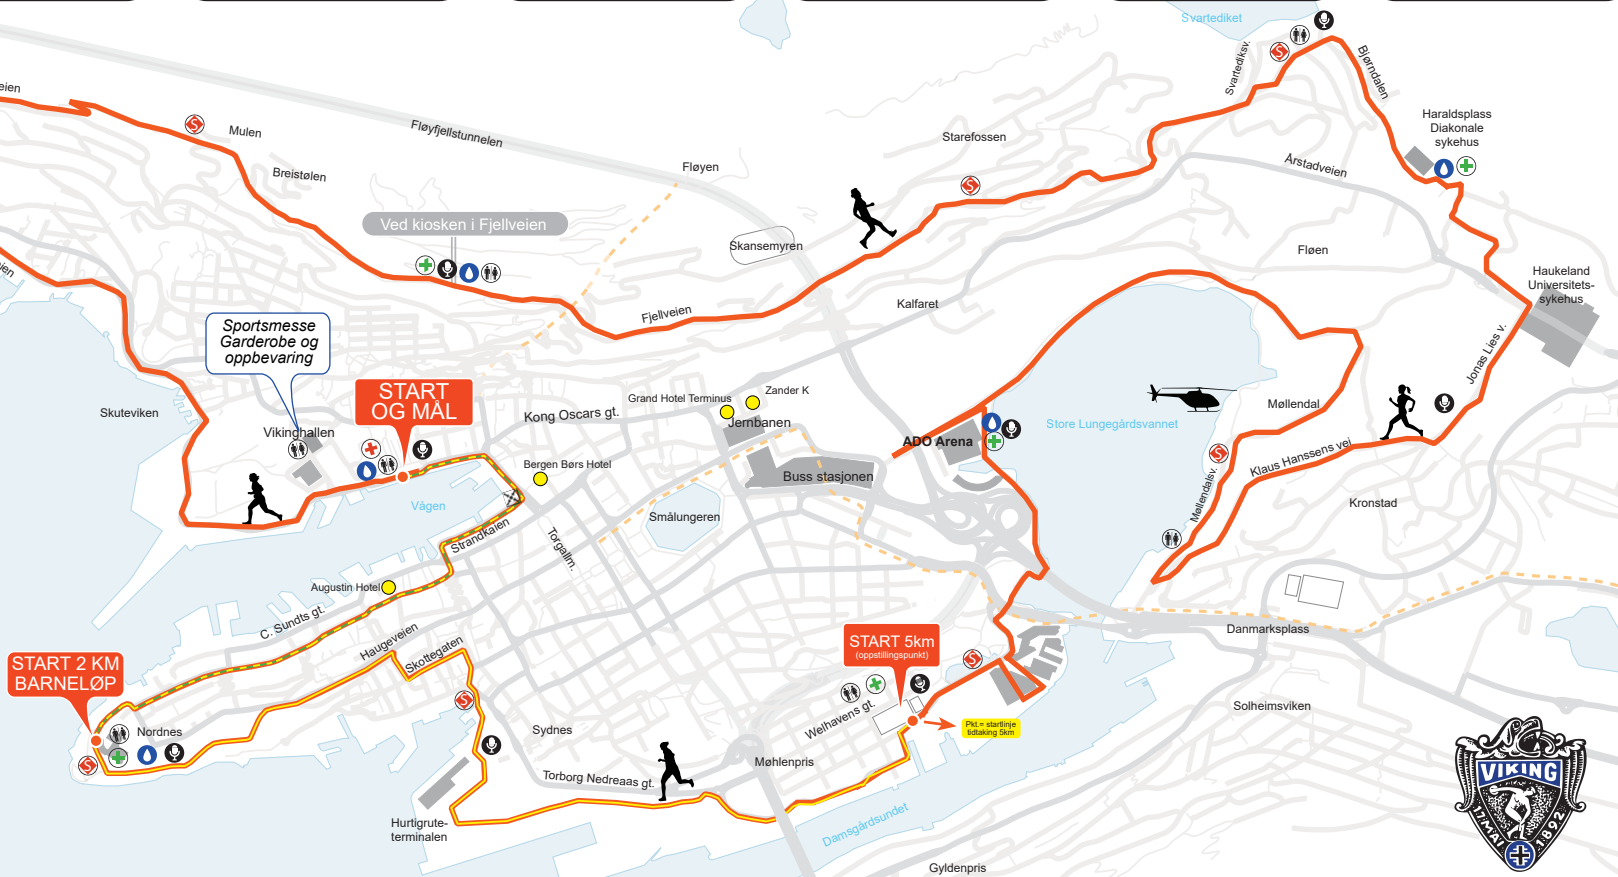 Svartediket
eien
Mulen
Fløyfjellstunnelen
Breistølen
Fløyen
Starefossen
Svartediksv.
Bjørndalen
Haraldsplass
Diakonale
sykehus
Årstadveien
Ved kiosken i Fjellveien
Skansemyren
Fløen
Haukeland
Universitets-
sykehus
eien
Fjellveien
Kalfaret
Sportsmesse
Garderobe og
oppbevaring
START
OG MÅL
Skuteviken
Vikinghallen
Kong Oscars gt.
Grand Hotel Terminus
Zander K
Jernbanen
ADO Arena
Store Lungegårdsvannet
Møllendal
Jonas Lies v.
Klaus Hanssens vei
Bergen Børs Hotel
Buss stasjonen
Vågen
Strandkaien
Torgallm.
Smålungeren
Møllendalsv.
Kronstad
Augustin Hotel
C. Sundts gt.
Haugeveien
Skottegaten
START 2 KM
BARNELØP
START 5km
(oppstillingspunkt)
Danmarksplass
Nordnes
Sydnes
Welhavens gt.
Pkt.= startlinje
tidtaking 5km
Solheimsviken
Torborg Nedreaas gt.
Møhlenpris
Hurtigrute-
terminalen
Damsgårdsundet
Gyldenpris
S
S
S
S
S
S
S
VIKING
17MAI
1892